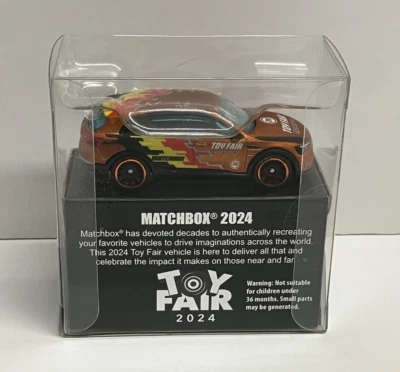 TOY FAIR
TOY FAIR
MATCHBOX
MATCHBOX® 2024
Matchbox® has devoted decades to authentically recreating
your favorite vehicles to drive imaginations across the world.
This 2024 Toy Fair vehicle is here to deliver all that and
celebrate the impact it makes on those near and far.
TOY
FAIR
2024
Warning: Not suitable
for children under
36 months. Small parts
may be generated.